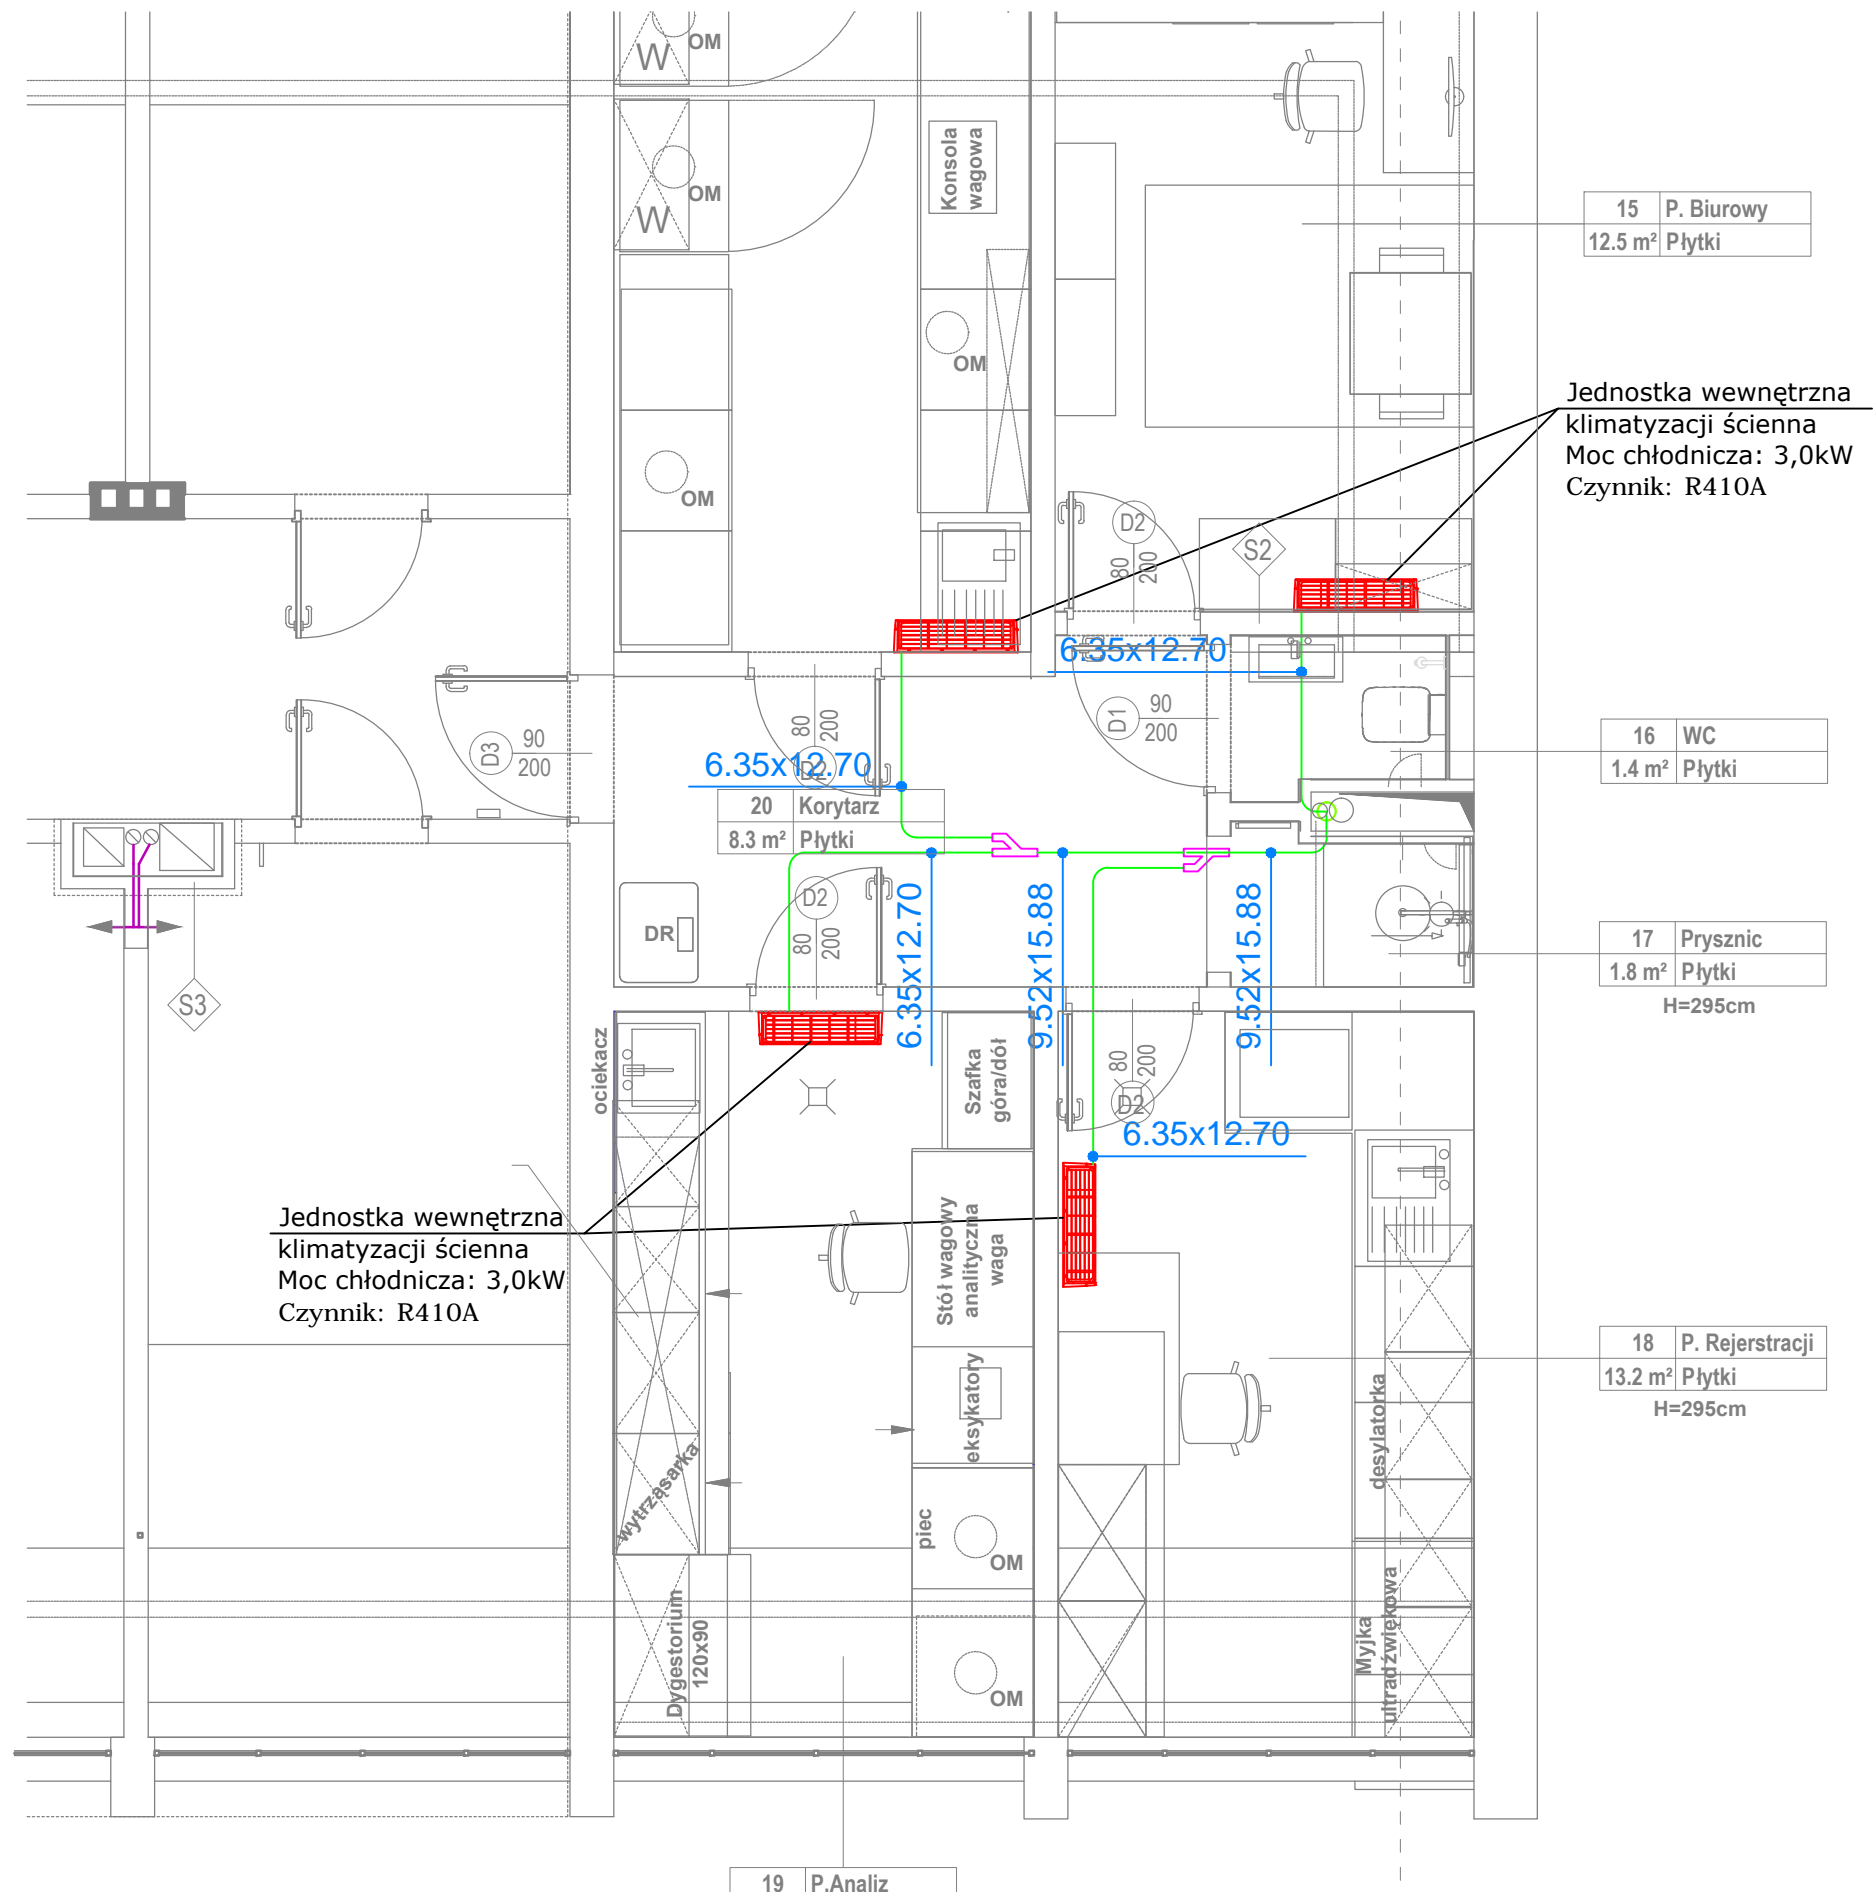 OM
W
Konsola
wagowa
OM
W
15 P. Biurowy
12.5 m² Płytki
OM
OM
Jednostka wewnętrzna
klimatyzacji ścienna
Moc chłodnicza: 3,0kW
Czynnik: R410A
D2
80
200
S2
6.35x12.70
D1
90
200
D3
90
200
80
200
D2
6.35x12.70
16 WC
1.4 m² Płytki
20 Korytarz
8.3 m² Płytki
D2
80
200
DR
6.35x12.70
9.52x15.88
9.52x15.88
17 Prysznic
1.8 m² Płytki
H=295cm
S3
ociekacz
Szafka
góra/dół
80
200
D2
6.35x12.70
Jednostka wewnętrzna
klimatyzacji ścienna
Moc chłodnicza: 3,0kW
Czynnik: R410A
Stół wagowy
analityczna
waga
18 P. Rejerstracji
13.2 m² Płytki
H=295cm
eksykatory
desylatorka
wytrząsarka
piec
OM
Dygestorium
120x90
Myjka
ultradźwiękowa
OM
19 P.Analiz